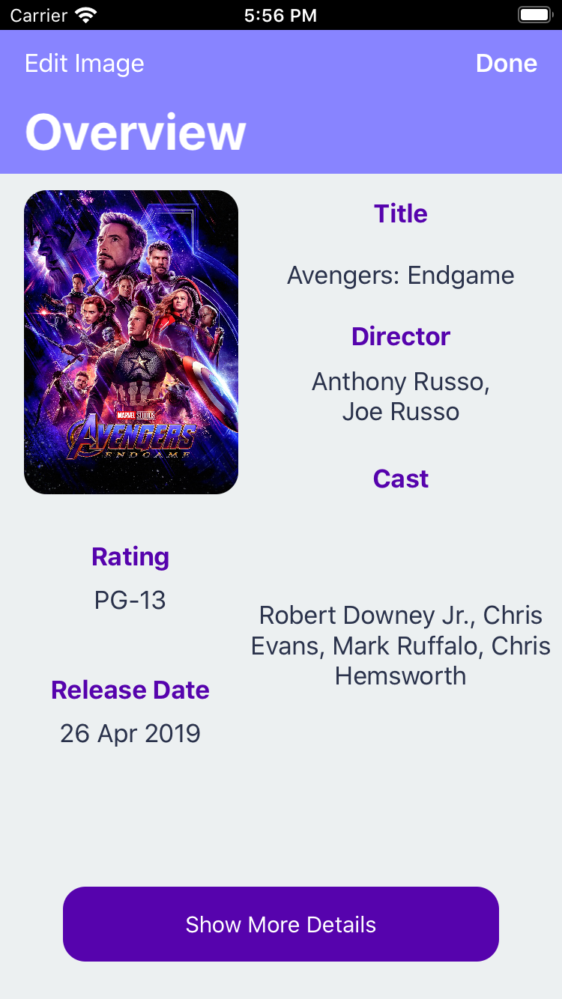 Carrier
5:56 PM
Edit Image
Done
Overview
MARVEL STUDIOS
AVENGERS
ENDGAME
Title
Avengers: Endgame
Director
Anthony Russo,
Joe Russo
Cast
Robert Downey Jr., Chris
Evans, Mark Ruffalo, Chris
Hemsworth
Rating
PG-13
Release Date
26 Apr 2019
Show More Details